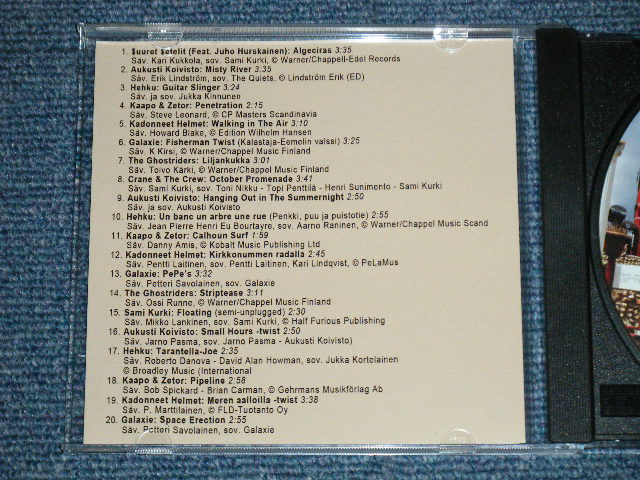 1. $uuret $etelit (Feat. Juho Hurskainen): Algeciras 3:35
Säv. Kari Kukkola, sov. Sami Kurki, © Warner/Chappell-Edel Records
2. Aukusti Koivisto: Misty River 3:35
Säv. Erik Lindström, sov. The Quiets, © Lindström Erik (ED)
3. Hehku: Guitar Slinger 3:24
Säv. ja sov. Jukka Kinnunen
4. Kaapo & Zetor: Penetration 2:15
Säv. Steve Leonard, © CP Masters Scandinavia
5. Kadonneet Helmet: Walking in The Air 3:10
Säv. Howard Blake, © Edition Wilhelm Hansen
6. Galaxie: Fisherman Twist (Kalastaja-Eemelin valssi) 3:25
Säv. K Kirsi, © Warner/Chappel Music Finland
7. The Ghostriders: Liljankukka 3:01
Säv. Toivo Kärki, © Warner/Chappel Music Finland
8. Crane & The Crew: October Promenade 3:41
Säv. Sami Kurki, sov. Toni Nikku - Topi Penttilä - Henri Sunimento - Sami Kurki
9. Aukusti Koivisto: Hanging Out in The Summernight 2:50
Säv. ja sov. Aukusti Koivisto
10. Hehku: Un banc un arbre une rue (Penkki, puu ja puistotie) 2:55
Säv. Jean Pierre Henri Eu Bourtayre, sov. Aarno Raninen, © Warner/Chappel Music Scand
11. Kaapo & Zetor: Calhoun Surf 1:59
Säv. Danny Amis, © Kobalt Music Publishing Ltd
12. Kadonneet Helmet: Kirkkonummen radalla 2:45
Säv. Pentti Laitinen, sov. Pentti Laitinen, Kari Lindqvist, © PeLaMus
13. Galaxie: PePe's 3:32
Säv. Petteri Savolainen, sov. Galaxie
14. The Ghostriders: Striptease 3:11
Säv. Ossi Runne, © Warner/Chappel Music Finland
15. Sami Kurki: Floating (semi-unplugged) 2:30
Säv. Mikko Lankinen, sov. Sami Kurki, © Half Furious Publishing
16. Aukusti Koivisto: Small Hours -twist 2:50
Säv. Jarno Pasma, sov. Jarno Pasma - Aukusti Koivisto)
17. Hehku: Tarantella-Joe 2:35
Säv. Roberto Danova - David Alan Howman, sov. Jukka Kortelainen
© Broadley Music (International
18. Kaapo & Zetor: Pipeline 2:58
Säv. Bob Spickard - Brian Carman, © Gehrmans Musikförlag Ab
19. Kadonneet Helmet: Meren aalloilla -twist 3:38
Säv. P. Marttilainen, © FLD-Tuotanto Oy
20. Galaxie: Space Erection 2:55
Säv. Petteri Savolainen, sov. Galaxie